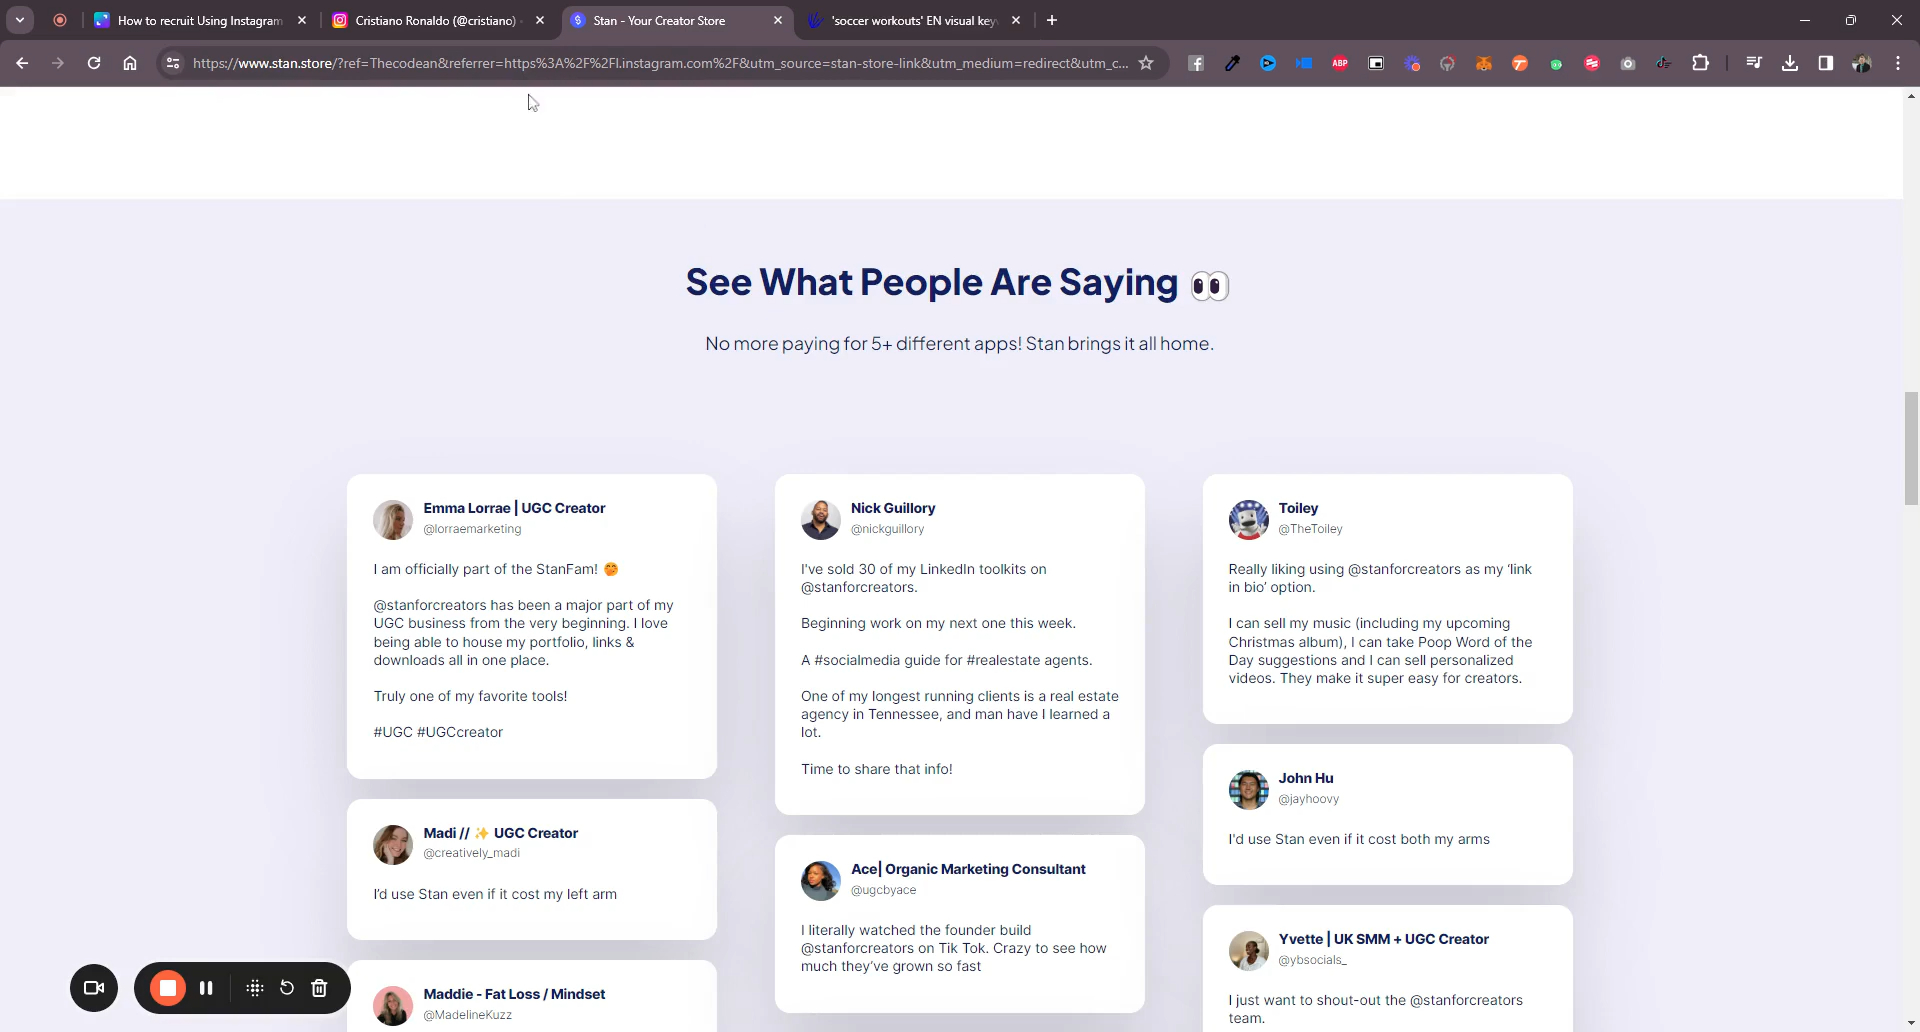 How to recruit Using Instagram
Cristiano Ronaldo (@cristiano)
Stan - Your Creator Store
'soccer workouts' EN visual key
https://www.stan.store/?ref=Thecodean&referrer=https%3A%2F%2Fl.instagram.com%2F&utm_source=stan-store-link&utm_medium=redirect&utm_c...
ABP
See What People Are Saying 👀
No more paying for 5+ different apps! Stan brings it all home.
Emma Lorrae | UGC Creator
@lorraemarketing
I am officially part of the StanFam! 🤭
@stanforcreators has been a major part of my
UGC business from the very beginning. I love
being able to house my portfolio, links &
downloads all in one place.
Truly one of my favorite tools!
#UGC #UGCcreator
Madi // ✨ UGC Creator
@creatively_madi
I'd use Stan even if it cost my left arm
Maddie - Fat Loss / Mindset
@MadelineKuzz
Nick Guillory
@nickguillory
I've sold 30 of my LinkedIn toolkits on
@stanforcreators.
Beginning work on my next one this week.
A #socialmedia guide for #realestate agents.
One of my longest running clients is a real estate
agency in Tennessee, and man have I learned a
lot.
Time to share that info!
Ace| Organic Marketing Consultant
@ugcbyace
I literally watched the founder build
@stanforcreators on Tik Tok. Crazy to see how
much they've grown so fast
Toiley
@TheToiley
Really liking using @stanforcreators as my 'link
in bio' option.
I can sell my music (including my upcoming
Christmas album), I can take Poop Word of the
Day suggestions and I can sell personalized
videos. They make it super easy for creators.
John Hu
@jayhoovy
I'd use Stan even if it cost both my arms
Yvette | UK SMM + UGC Creator
@ybsocials_
I just want to shout-out the @stanforcreators
team.